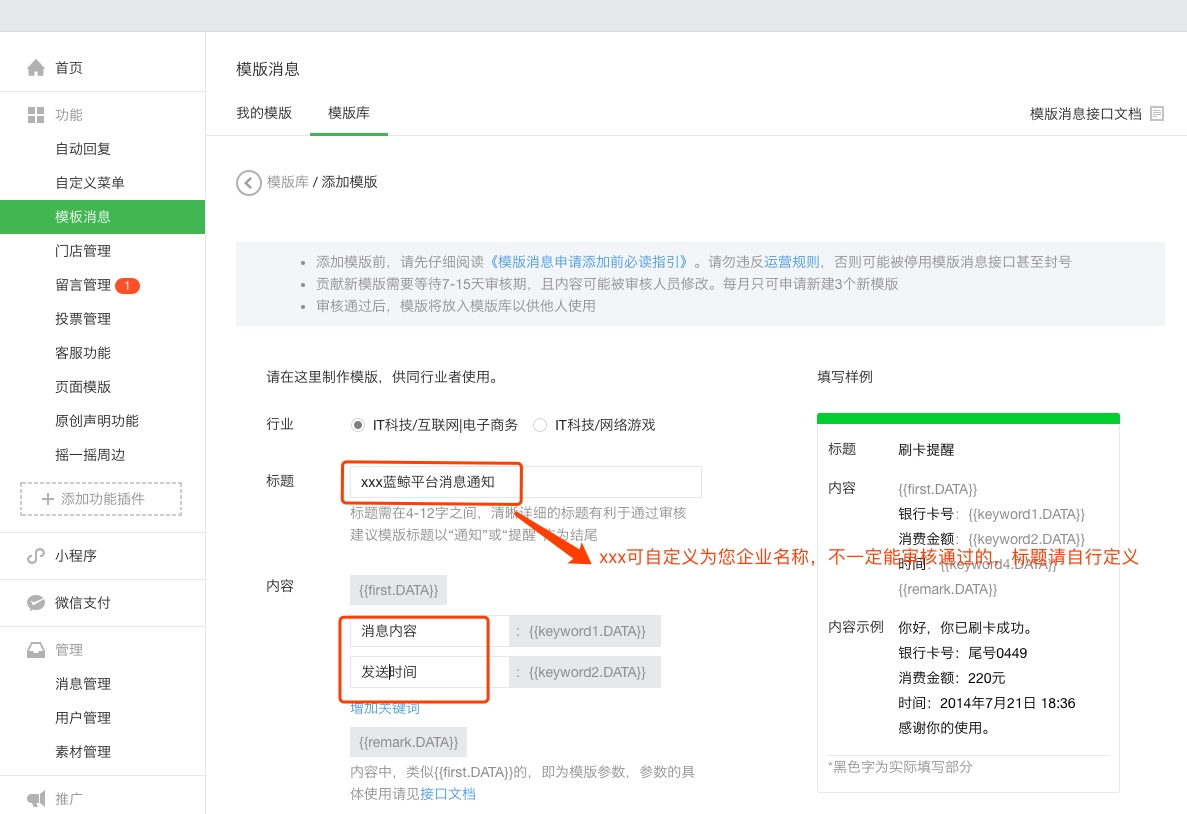 首页
功能
自动回复
自定义菜单
模板消息
门店管理
留言管理 1
投票管理
客服功能
页面模版
原创声明功能
摇一摇周边
添加功能插件
小程序
微信支付
管理
消息管理
用户管理
素材管理
推广
模版消息
我的模版 模版库 模版消息接口文档
模版库 / 添加模版
• 添加模版前，请先仔细阅读《模版消息申请添加前必读指引》。请勿违反运营规则，否则可能被停用模版消息接口甚至封号
• 贡献新模版需要等待7-15天审核期，且内容可能被审核人员修改。每月只可申请新建3个新模版
• 审核通过后，模版将放入模版库以供他人使用
请在这里制作模版，供同行业者使用。
行业 IT科技/互联网|电子商务 IT科技/网络游戏
标题 xxx蓝鲸平台消息通知
标题需在4-12字之间，清晰详细的标题有利于通过审核
建议模版标题以“通知”或“提醒”作为结尾
xxx可自定义为您企业名称，不一定能审核通过的，标题请自行定义
内容 {{first.DATA}}
消息内容 : {{keyword1.DATA}}
发送时间 : {{keyword2.DATA}}
增加关键词
{{remark.DATA}}
内容中，类似{{first.DATA}}的，即为模版参数，参数的具
体使用请见接口文档
填写样例
标题 刷卡提醒
内容 {{first.DATA}}
银行卡号：{{keyword1.DATA}}
消费金额：{{keyword2.DATA}}
时间：{{keyword4.DATA}}
{{remark.DATA}}
内容示例 你好，你已刷卡成功。
银行卡号：尾号0449
消费金额：220元
时间：2014年7月21日 18:36
感谢你的使用。
*黑色字为实际填写部分